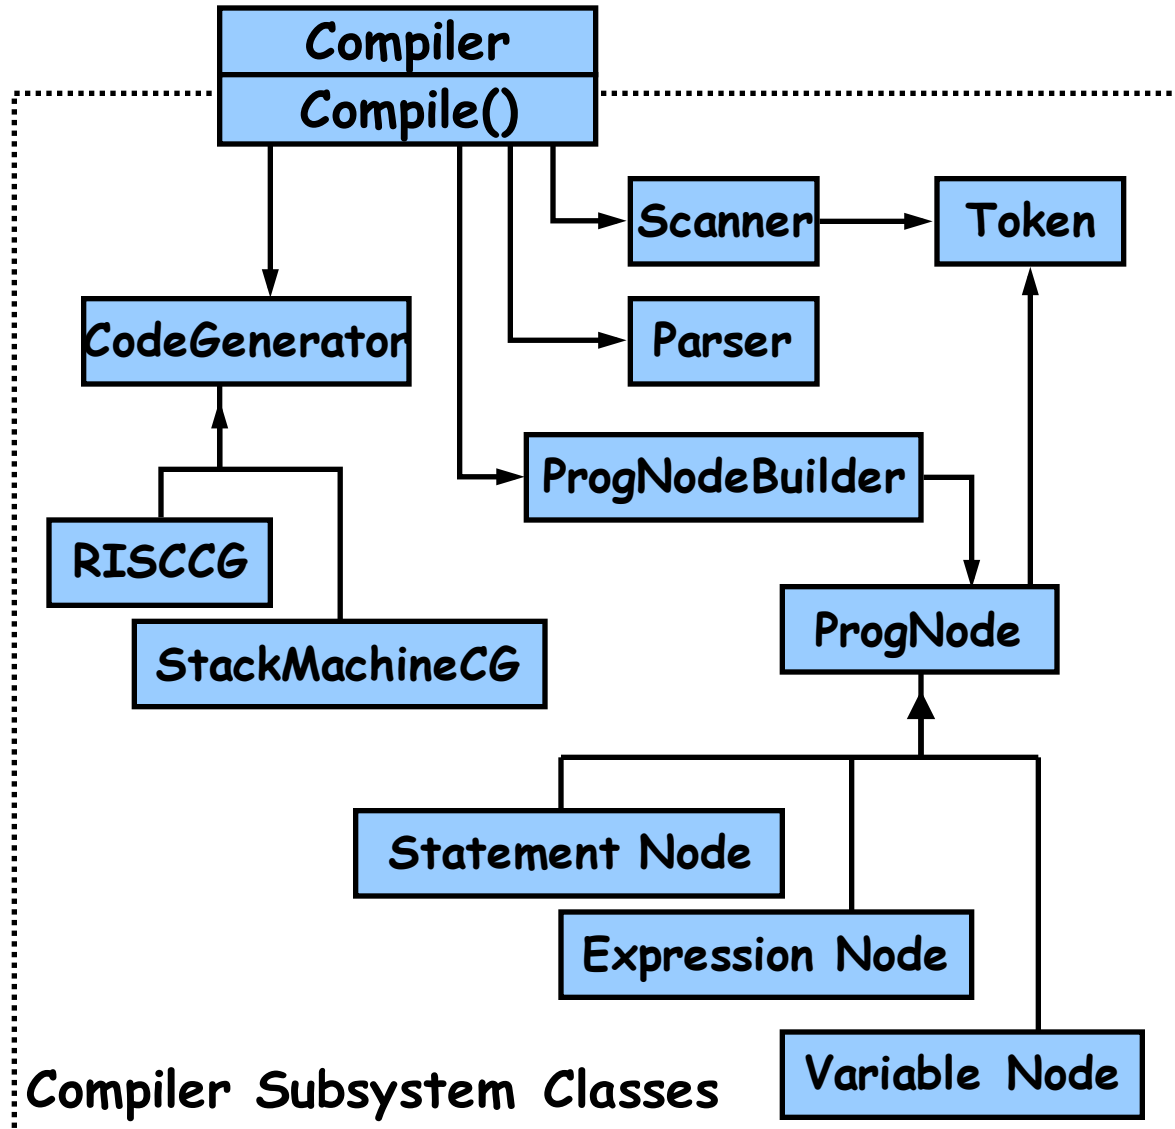 Compiler
Compile()
Scanner
Token
CodeGenerator
Parser
ProgNodeBuilder
RISCCG
ProgNode
StackMachineCG
Statement Node
Expression Node
Variable Node
Compiler Subsystem Classes